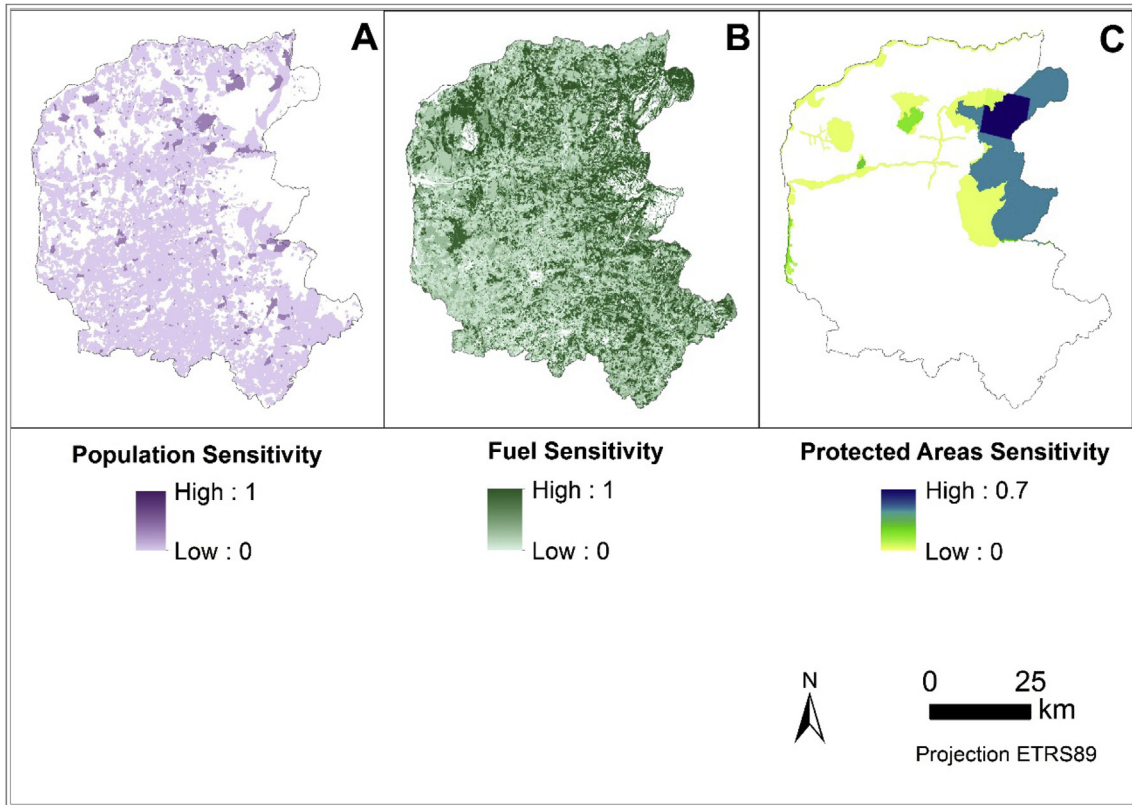 A
B
C
Population Sensitivity
High : 1
Low : 0
Fuel Sensitivity
High : 1
Low : 0
Protected Areas Sensitivity
High : 0.7
Low : 0
N
0 25
km
Projection ETRS89